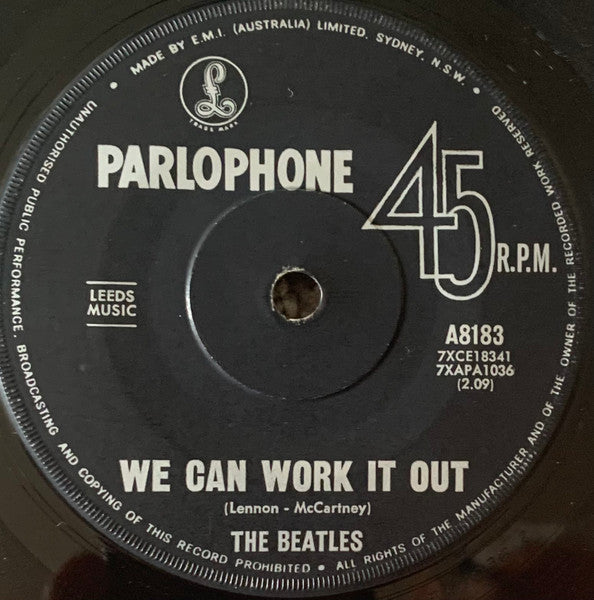 MADE BY E.M.I. (AUSTRALIA) LIMITED. SYDNEY, N.S.W. •
£
TRADE MARK
PARLOPHONE
45
R.P.M.
LEEDS
MUSIC
A8183
7XCE18341
7XAPA1036
(2.09)
WE CAN WORK IT OUT
(Lennon - McCartney)
THE BEATLES
UNAUTHORISED PUBLIC PERFORMANCE, BROADCASTING AND COPYING OF THIS RECORD PROHIBITED • ALL RIGHTS OF THE MANUFACTURER AND OF THE OWNER OF THE RECORDED WORK RESERVED